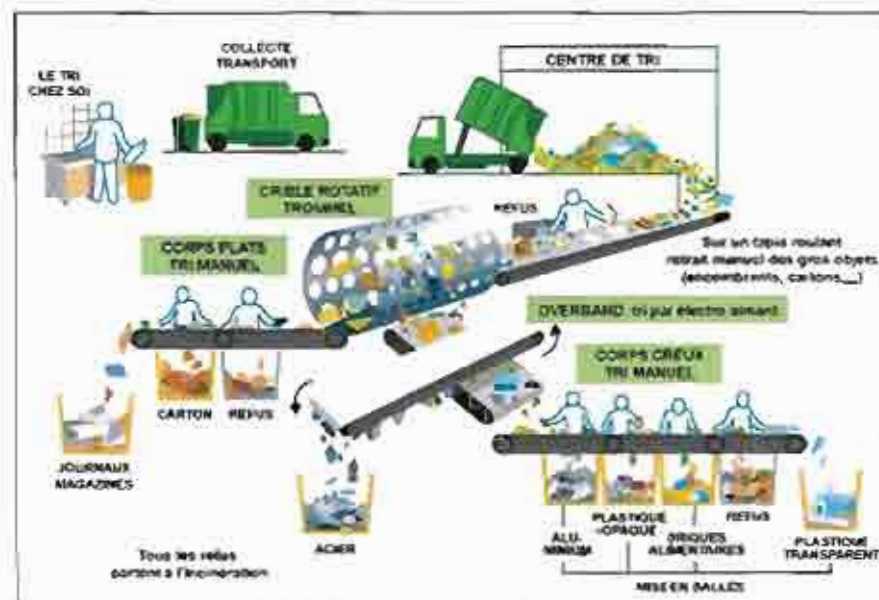 COLLECTE
TRANSPORT
CENTRE DE TRI
LE TRI
CHEZ SOI
CRIBLE ROTATIF
TROMMEL
REFUS
CORPS PLATS
TRI MANUEL
Sur un tapis roulant
retrait manuel des gros objets
(encombrants, cartons,...)
OVERBAND: tri par électro aimant
CORPS CREUX
TRI MANUEL
CARTON
REFUS
JOURNAUX
MAGAZINES
ACIER
ALU-
MINIUM
PLASTIQUE
OPAQUE
BRIQUES
ALIMENTAIRES
REFUS
PLASTIQUE
TRANSPARENT
Tous les refus
partent à l'incinération
MISE EN BALLES